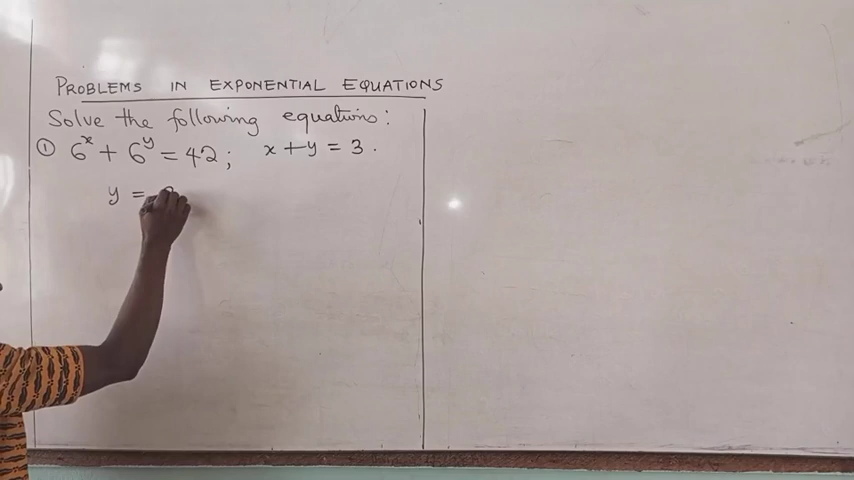 PROBLEMS IN EXPONENTIAL EQUATIONS
Solve the following equations:
① 6^x + 6^y = 42; x + y = 3.
y =